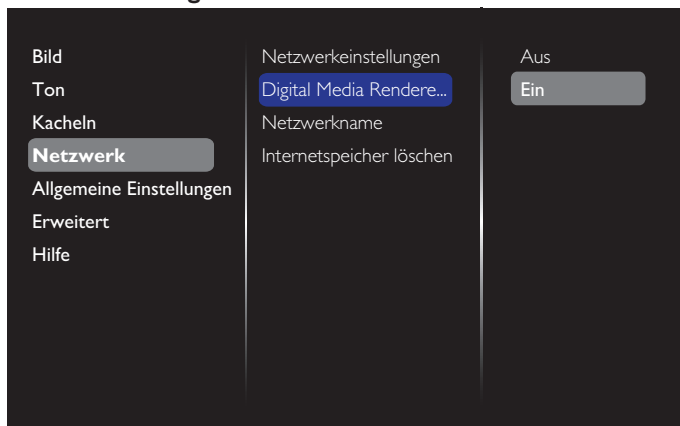 Bild
Ton
Kacheln
Netzwerk
Allgemeine Einstellungen
Erweitert
Hilfe
Netzwerkeinstellungen
Digital Media Rendere...
Netzwerkname
Internetspeicher löschen
Aus
Ein